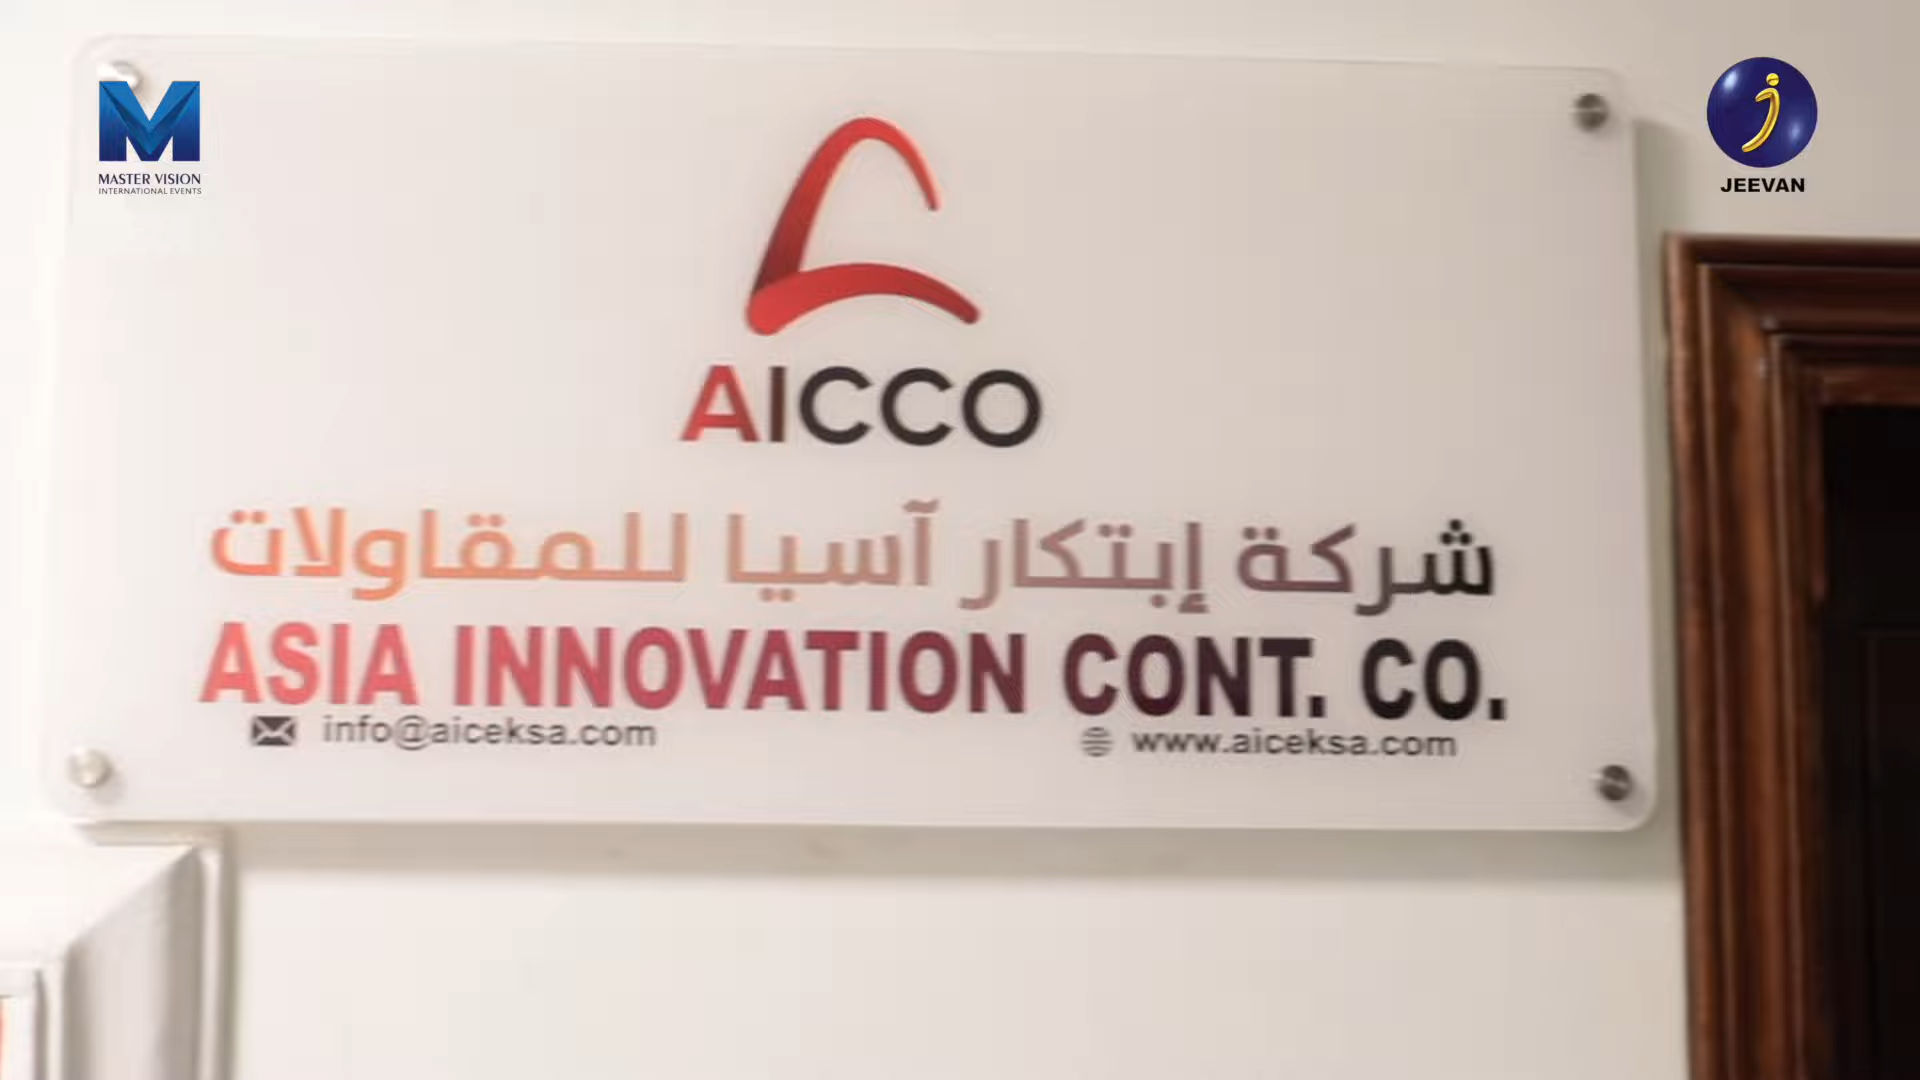 MASTER VISION
INTERNATIONAL EVENTS
JEEVAN
AICCO
شركة إبتكار آسيا للمقاولات
ASIA INNOVATION CONT. CO.
info@aiceksa.com
www.aiceksa.com